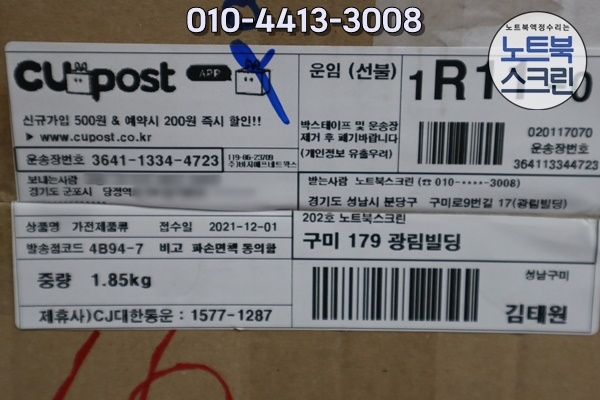 010-4413-3008
노트북액정수리는
노트북
스크린
CUpost APP
운임 (선불)
신규가입 500원 & 예약시 200원 즉시 할인!!
▶ www.cupost.co.kr
박스테이프 및 운송장
제거 후 폐기바랍니다
(개인정보 유출우려)
020117070
364113344723
운송장번호 3641-1334-4723
보내는사람
경기도 군포시 당정역
받는사람 노트북스크린 (☎ 010-****-3008)
경기도 성남시 분당구 구미로9번길 17(광림빌딩)
202호 노트북스크린
상품명 가전제품류 접수일 2021-12-01
발송점코드 4B94-7 비고 파손면책 동의함
구미 179 광림빌딩
중량 1.85kg
성남구미
김태원
제휴사)CJ대한통운 : 1577-1287